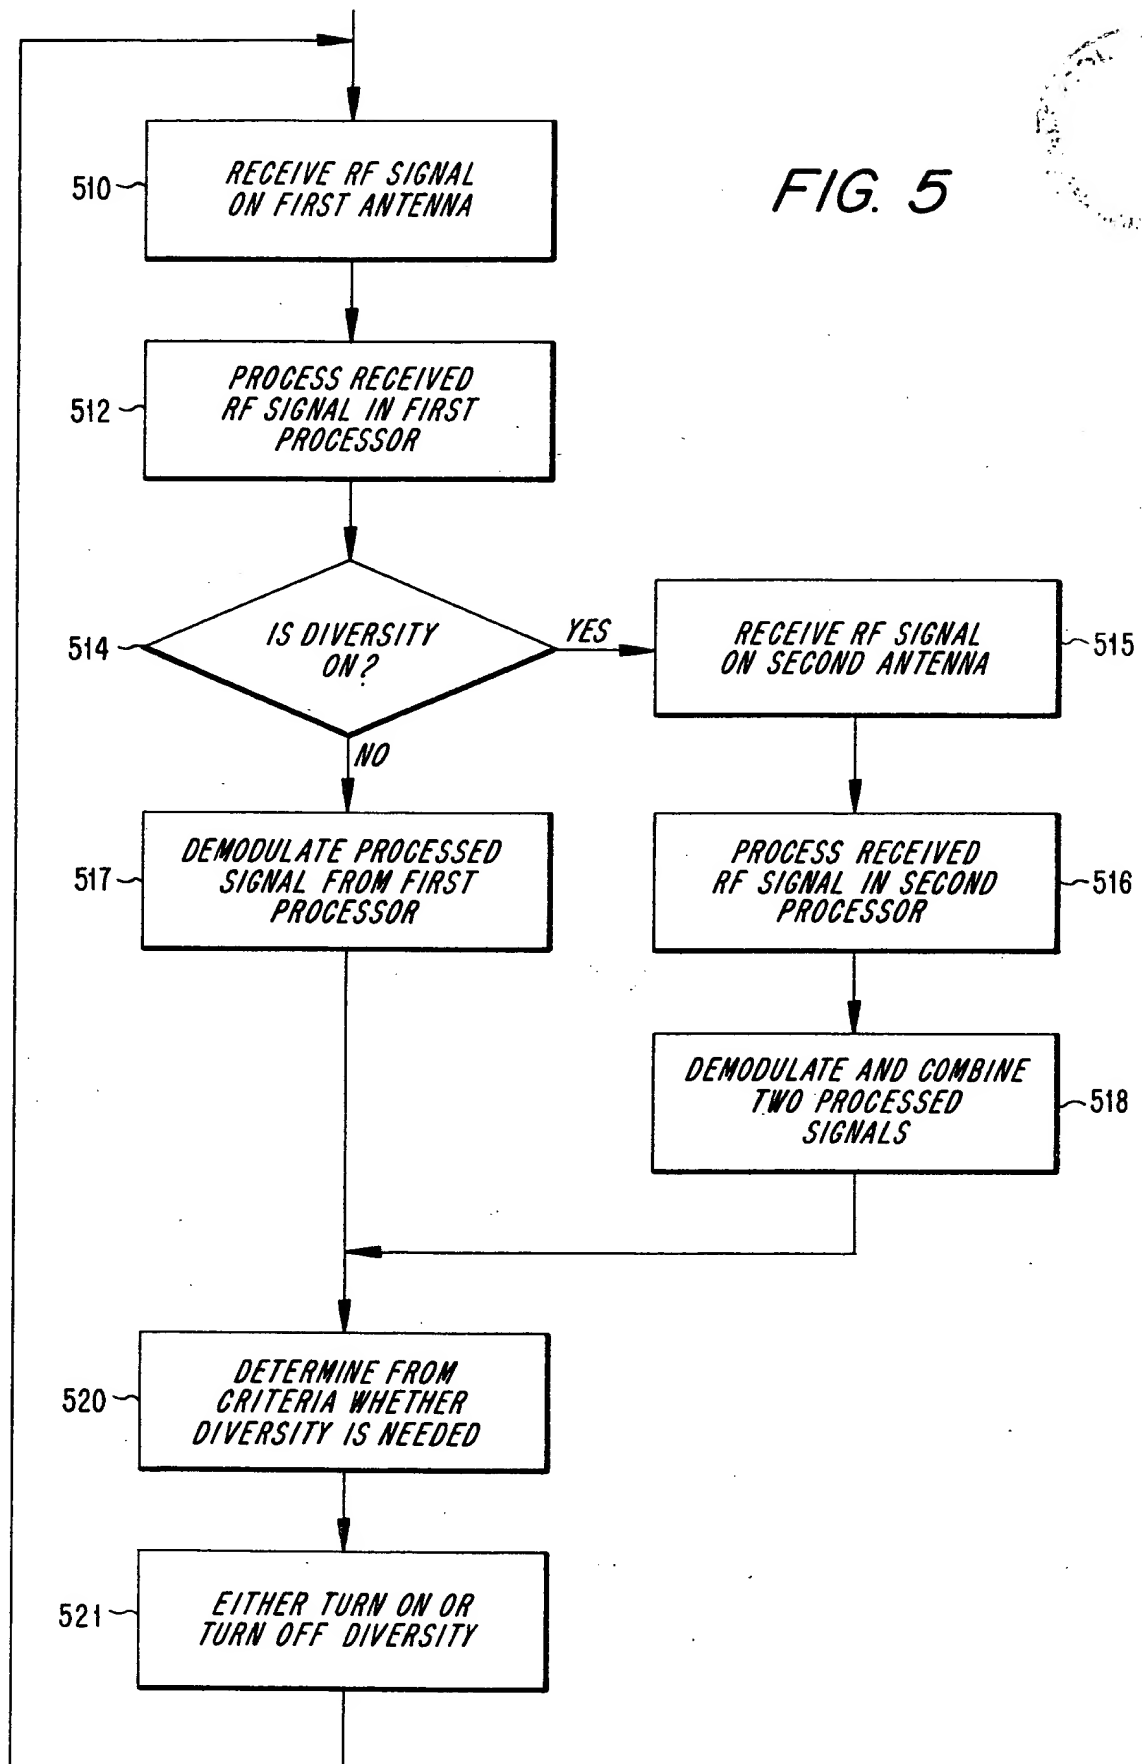 FIG. 5
510
RECEIVE RF SIGNAL
ON FIRST ANTENNA
512
PROCESS RECEIVED
RF SIGNAL IN FIRST
PROCESSOR
514
IS DIVERSITY
ON?
YES
NO
RECEIVE RF SIGNAL
ON SECOND ANTENNA
515
517
DEMODULATE PROCESSED
SIGNAL FROM FIRST
PROCESSOR
PROCESS RECEIVED
RF SIGNAL IN SECOND
PROCESSOR
516
DEMODULATE AND COMBINE
TWO PROCESSED
SIGNALS
518
520
DETERMINE FROM
CRITERIA WHETHER
DIVERSITY IS NEEDED
521
EITHER TURN ON OR
TURN OFF DIVERSITY